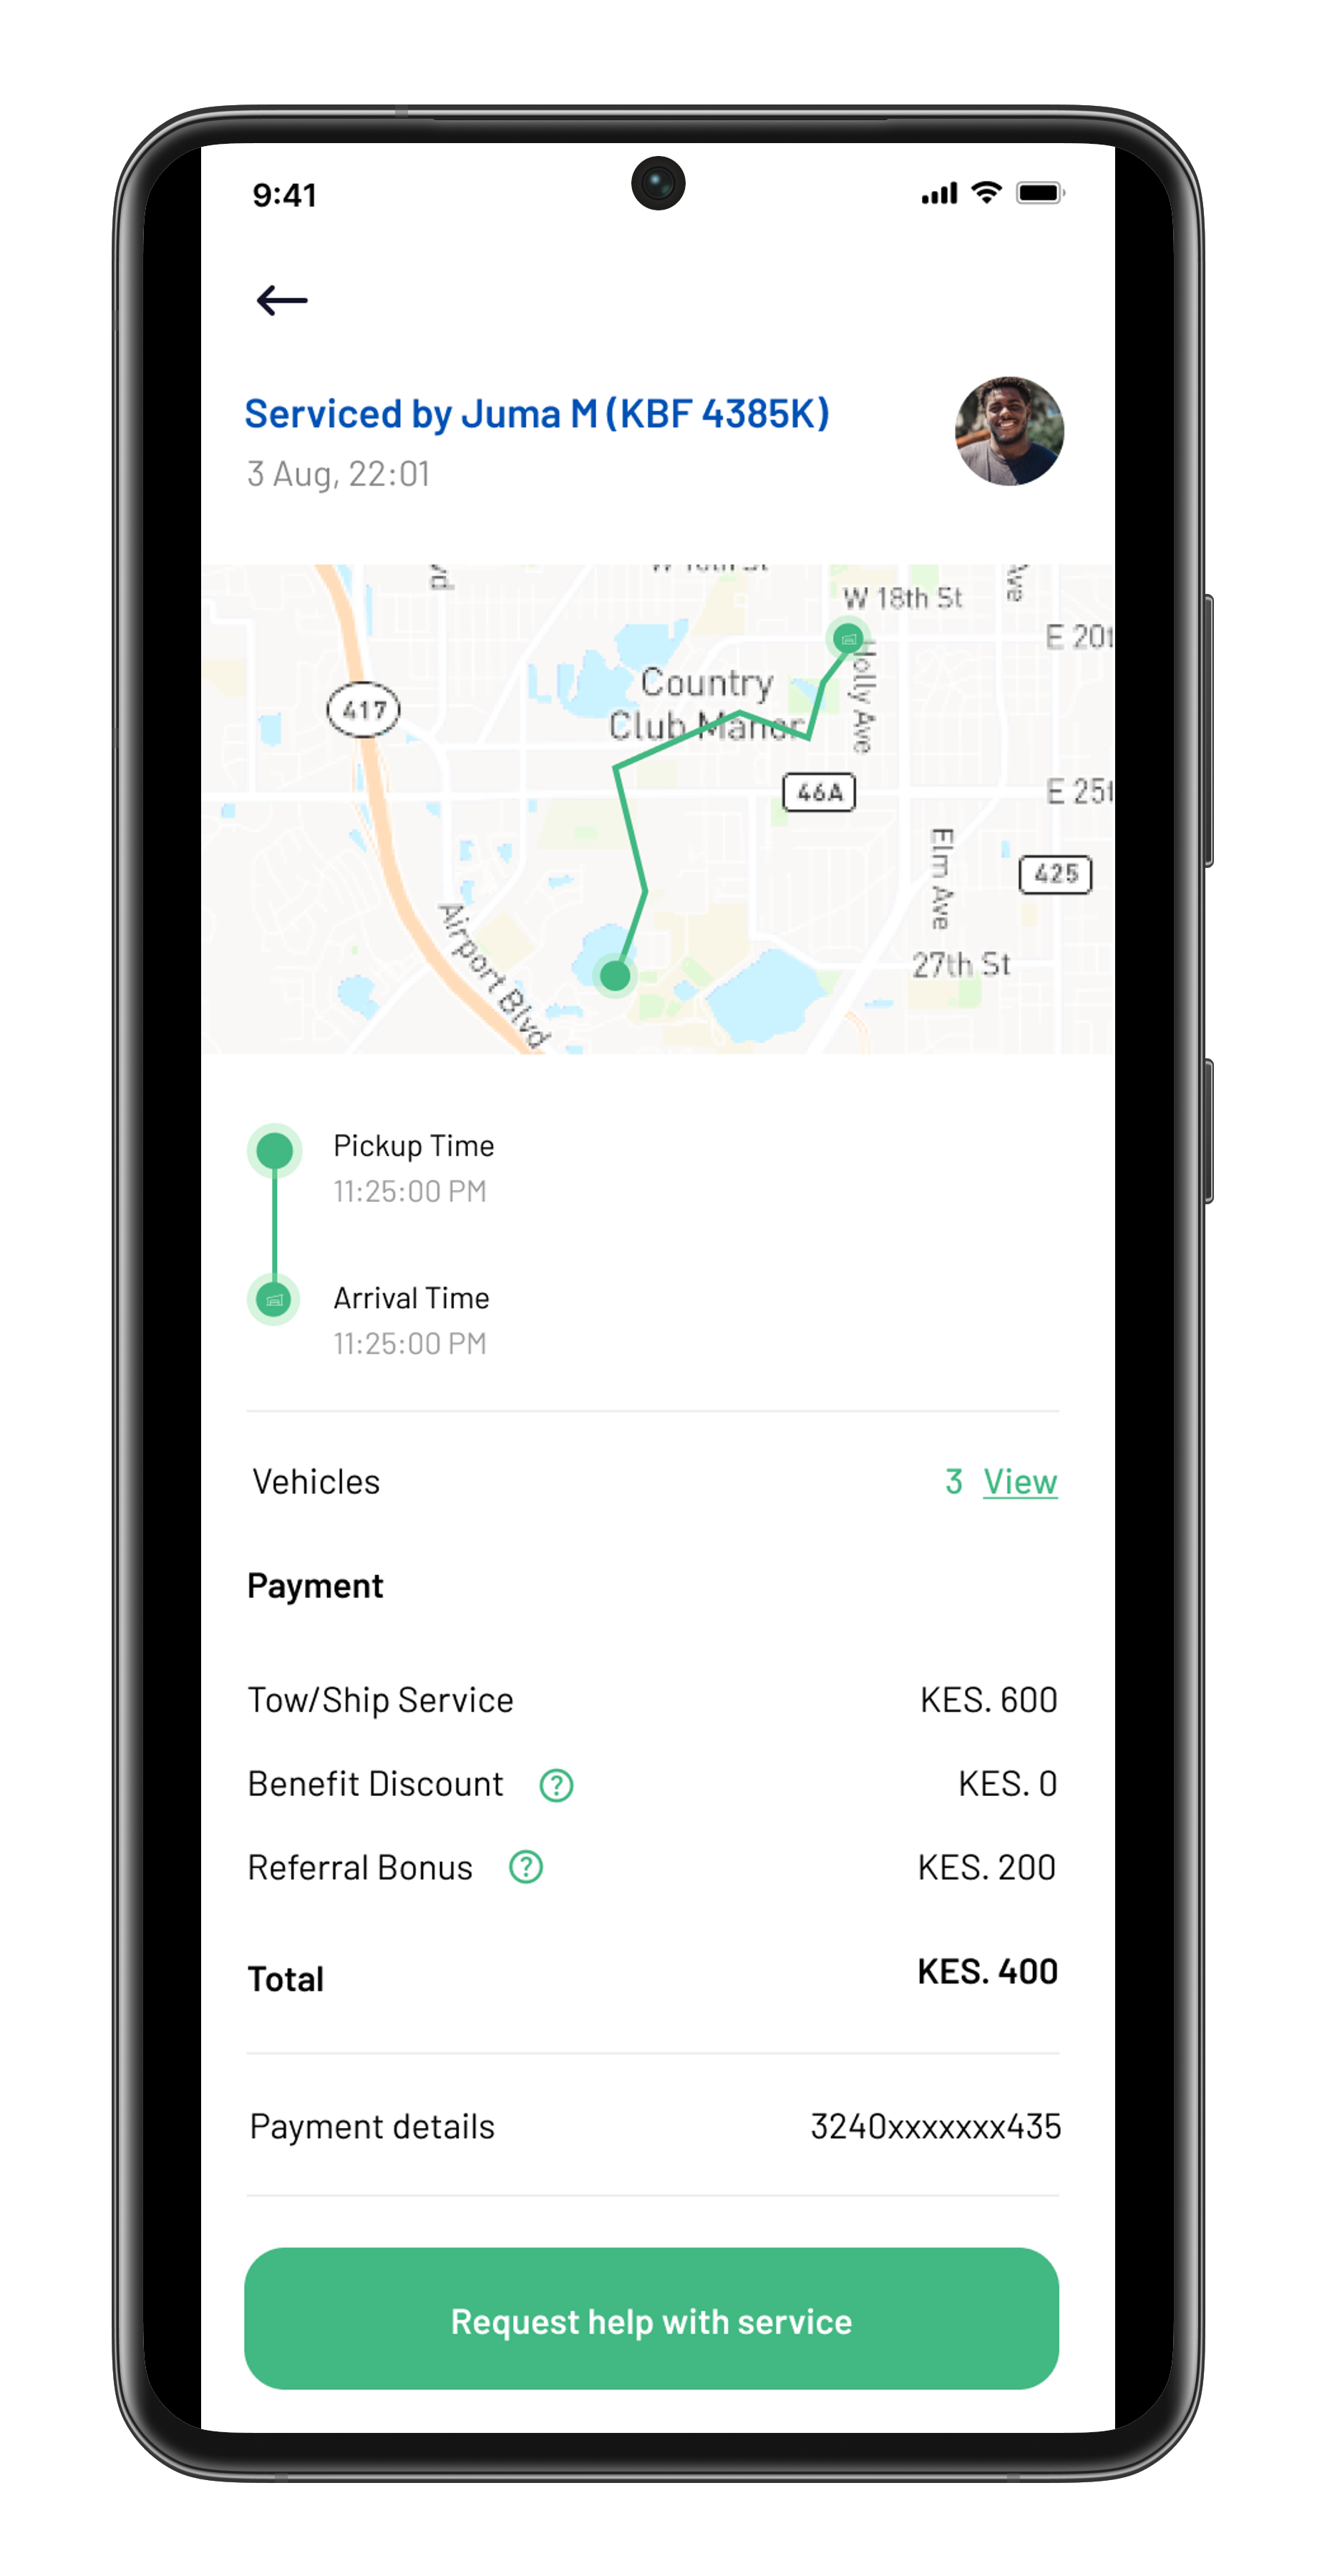 9:41
Serviced by Juma M (KBF 4385K)
3 Aug, 22:01
W 18th St
Ave
E 20t
Country
Club Manor
Holly Ave
417
46A
E 25t
Elm Ave
425
Airport Blvd
27th St
Pickup Time
11:25:00 PM
Arrival Time
11:25:00 PM
Vehicles 3 View
Payment
Tow/Ship Service KES. 600
Benefit Discount ? KES. 0
Referral Bonus ? KES. 200
Total KES. 400
Payment details 3240xxxxxxx435
Request help with service